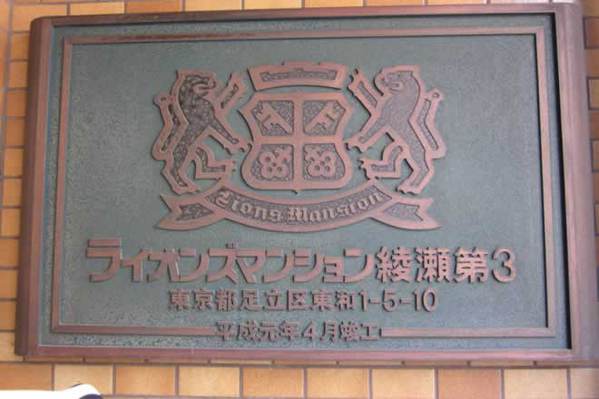 Lions Mansion
ライオンズマンション綾瀬第3
東京都足立区東和1-5-10
平成元年4月竣工